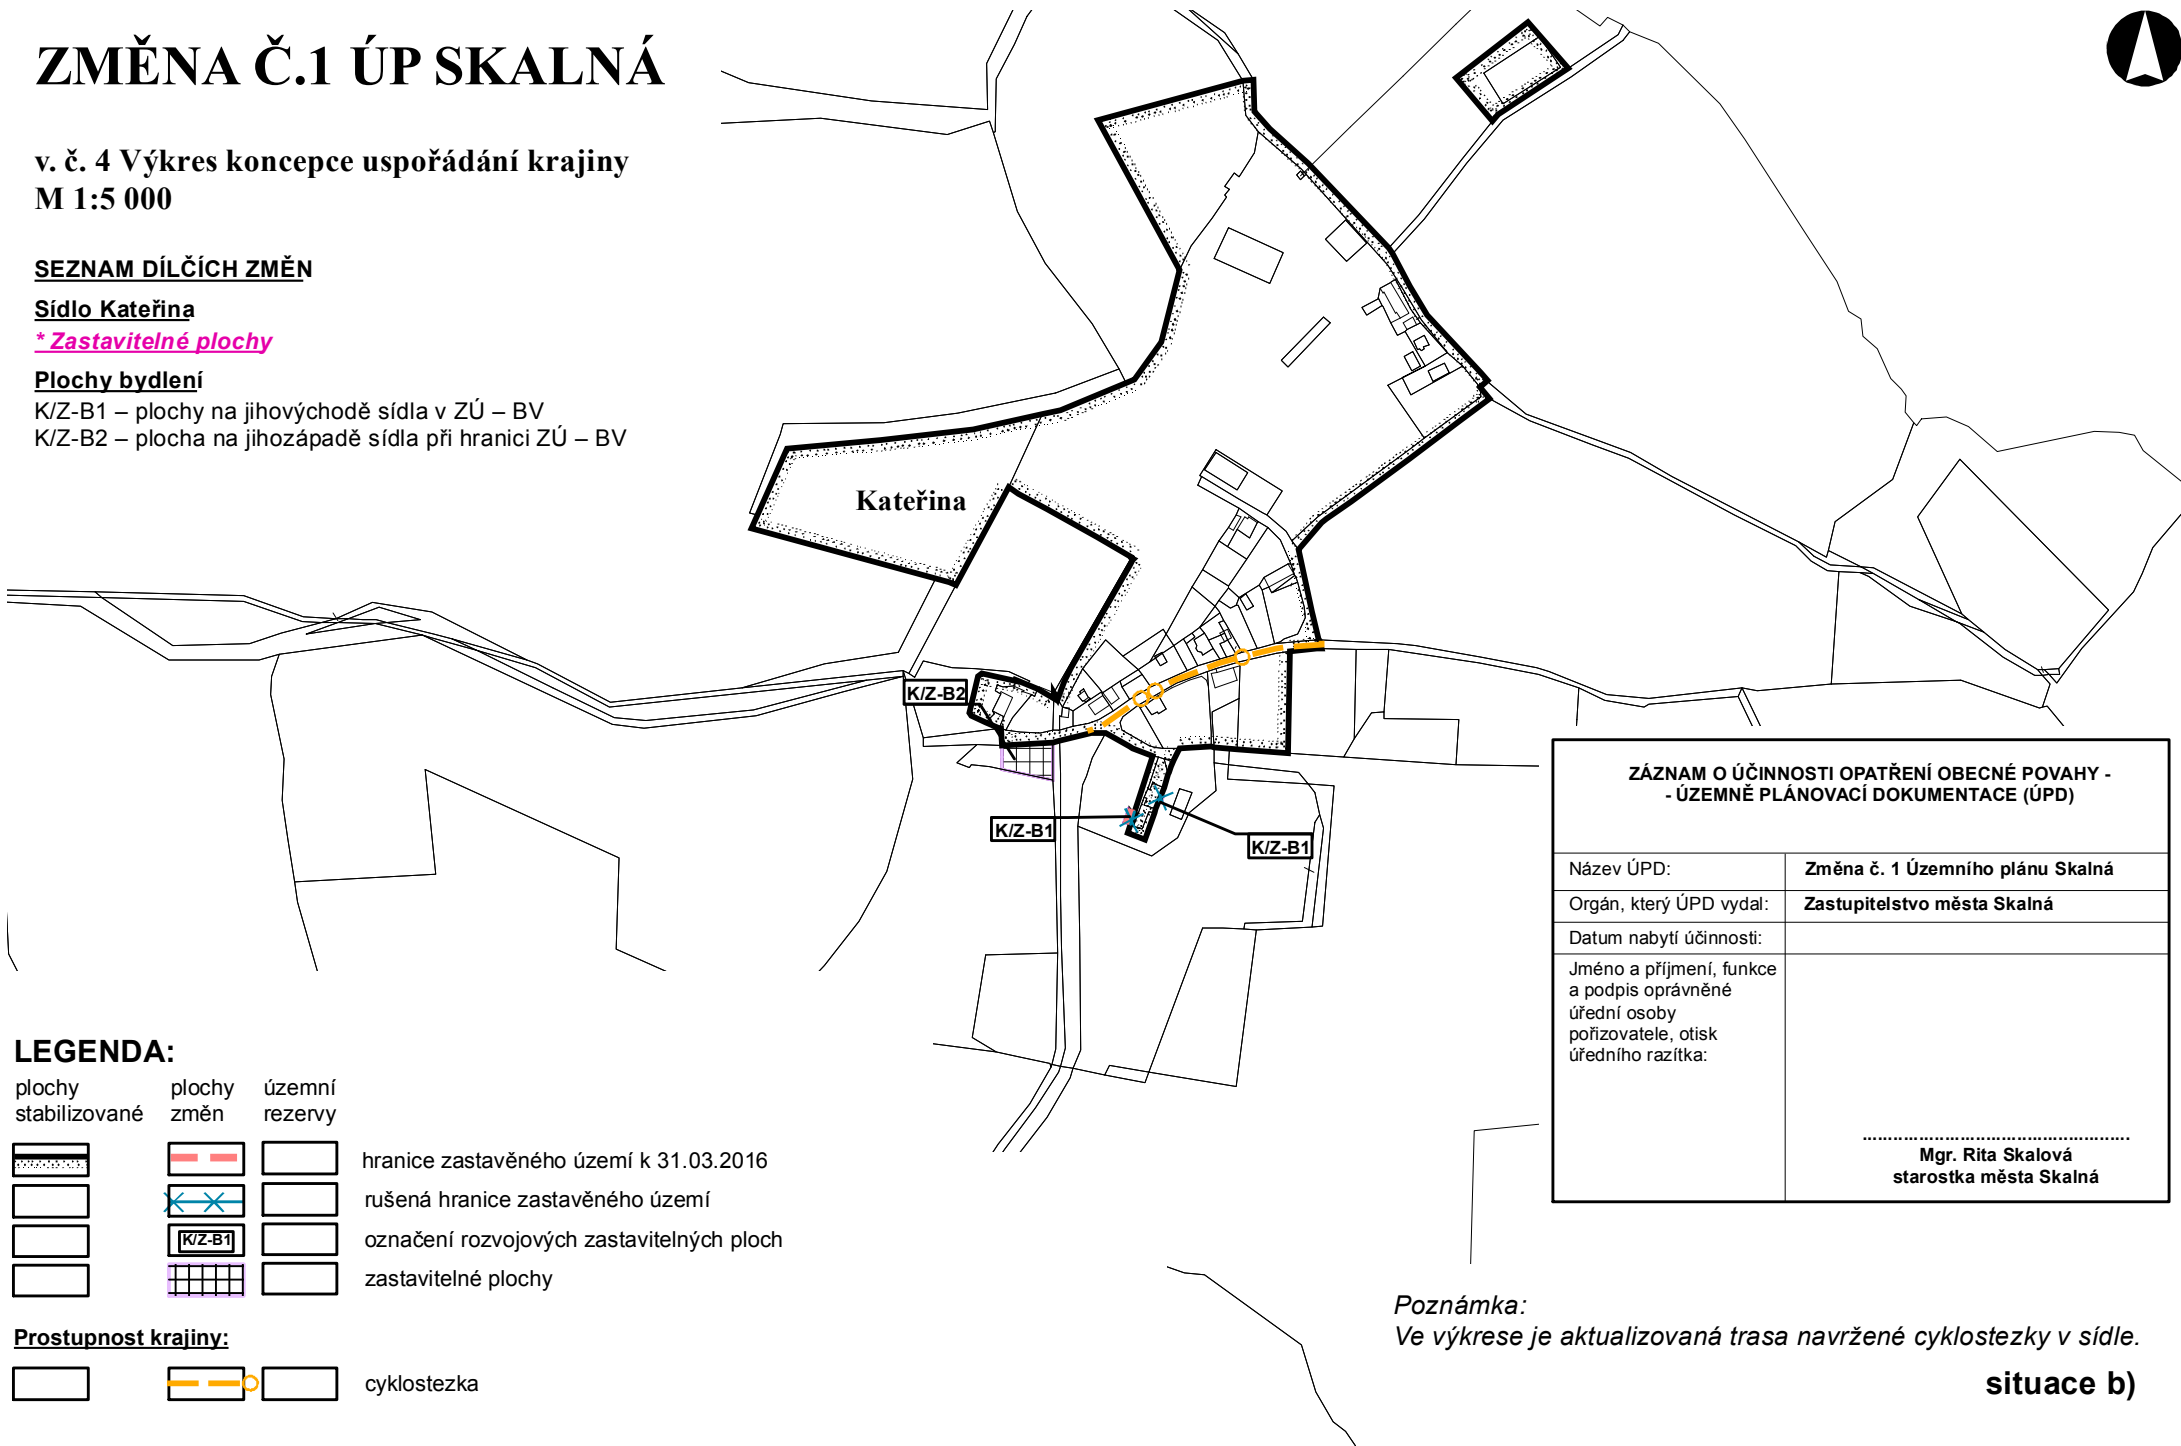 ZMĚNA Č.1 ÚP SKALNÁ
v. č. 4 Výkres koncepce uspořádání krajiny
M 1:5 000
SEZNAM DÍLČÍCH ZMĚN
Sídlo Kateřina
* Zastavitelné plochy
Plochy bydlení
K/Z-B1 – plochy na jihovýchodě sídla v ZÚ – BV
K/Z-B2 – plocha na jihozápadě sídla při hranici ZÚ – BV
Kateřina
K/Z-B2
K/Z-B1
K/Z-B1
ZÁZNAM O ÚČINNOSTI OPATŘENÍ OBECNÉ POVAHY -
- ÚZEMNĚ PLÁNOVACÍ DOKUMENTACE (ÚPD)
Název ÚPD: Změna č. 1 Územního plánu Skalná
Orgán, který ÚPD vydal: Zastupitelstvo města Skalná
Datum nabytí účinnosti:
Jméno a příjmení, funkce
a podpis oprávněné
úřední osoby
pořizovatele, otisk
úředního razítka:
Mgr. Rita Skalová
starostka města Skalná
LEGENDA:
plochy stabilizované
plochy změn
územní rezervy
hranice zastavěného území k 31.03.2016
rušená hranice zastavěného území
K/Z-B1 označení rozvojových zastavitelných ploch
zastavitelné plochy
Prostupnost krajiny:
cyklostezka
Poznámka:
Ve výkrese je aktualizovaná trasa navržené cyklostezky v sídle.
situace b)